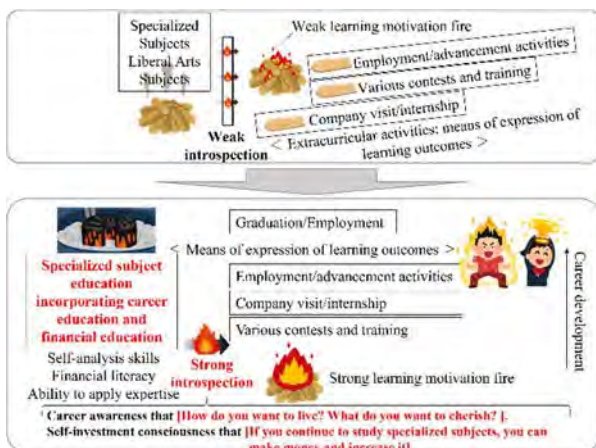 Specialized
Subjects
Liberal Arts
Subjects
Weak learning motivation fire
Employment/advancement activities
Various contests and training
Company visit/internship
Weak
introspection
< Extracurricular activities: means of expression of
learning outcomes >
Graduation/Employment
< Means of expression of learning outcomes >
Specialized subject
education
incorporating career
education and
financial education
Employment/advancement activities
Company visit/internship
Various contests and training
Career development
Self-analysis skills
Financial literacy
Ability to apply expertise
Strong
introspection
Strong learning motivation fire
Career awareness that [How do you want to live? What do you want to cherish? ].
Self-investment consciousness that [If you continue to study specialized subjects, you can
make money and increase it]